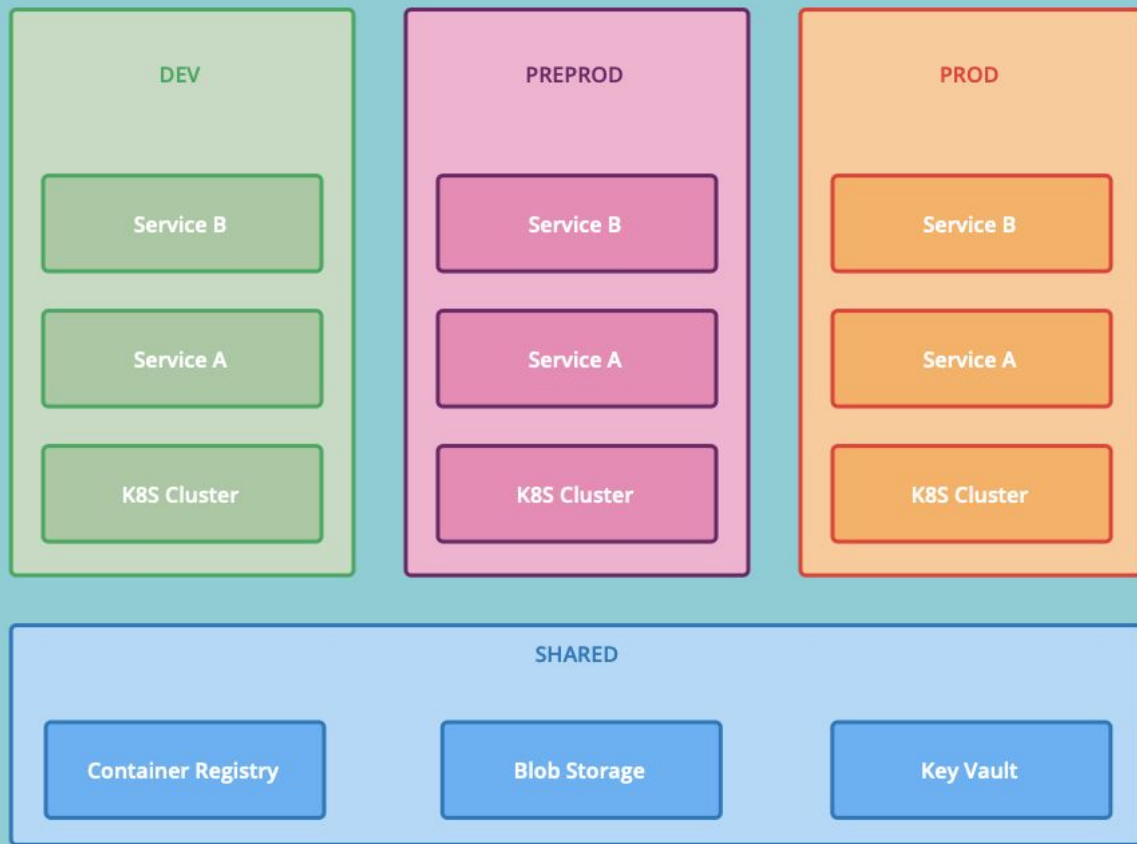 DEV
PREPROD
PROD
Service B
Service B
Service B
Service A
Service A
Service A
K8S Cluster
K8S Cluster
K8S Cluster
SHARED
Container Registry
Blob Storage
Key Vault